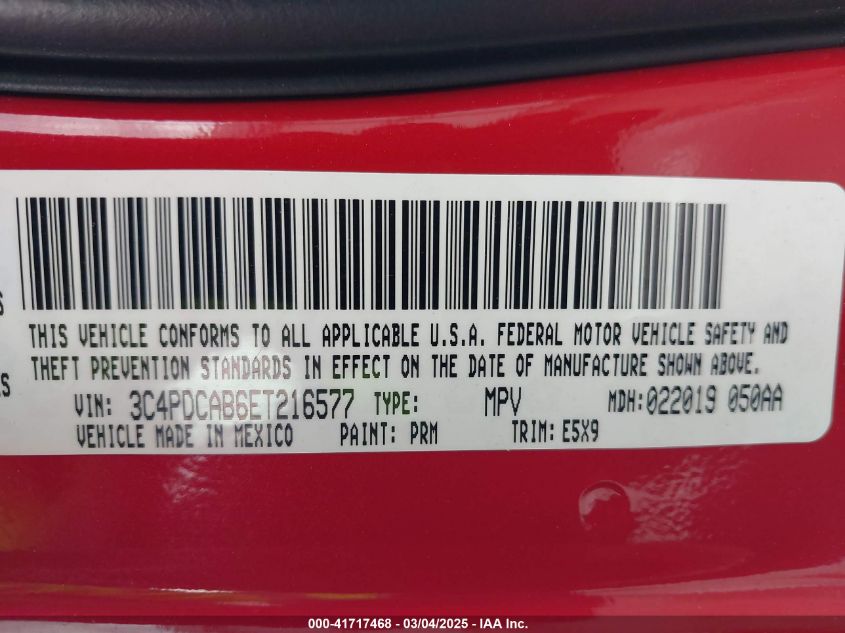 S
THIS VEHICLE CONFORMS TO ALL APPLICABLE U.S.A. FEDERAL MOTOR VEHICLE SAFETY AND
THEFT PREVENTION STANDARDS IN EFFECT ON THE DATE OF MANUFACTURE SHOWN ABOVE.
ES
VIN: 3C4PDCAB6ET216577 TYPE: MPV MDH:022019 050AA
VEHICLE MADE IN MEXICO PAINT: PRM TRIM: E5X9
000-41717468 - 03/04/2025 - IAA Inc.